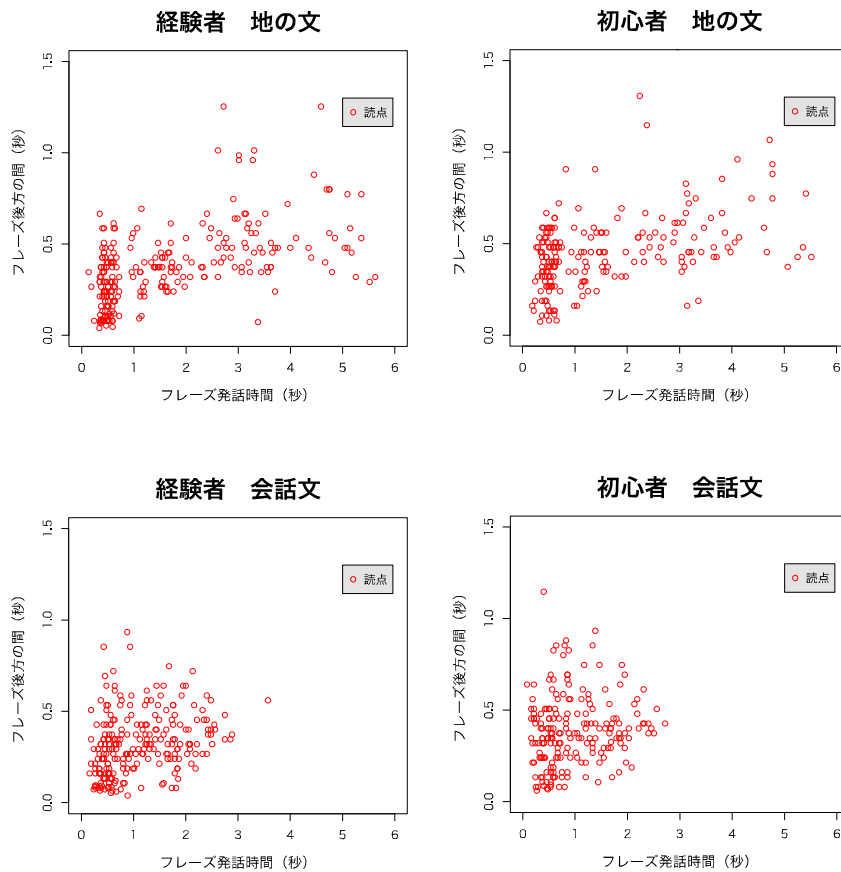 経験者　地の文
1.5
1.0
0.5
0.0
フレーズ後方の間（秒）
読点
0 1 2 3 4 5 6
フレーズ発話時間（秒）
初心者　地の文
1.5
1.0
0.5
0.0
フレーズ後方の間（秒）
読点
0 1 2 3 4 5 6
フレーズ発話時間（秒）
経験者　会話文
1.5
1.0
0.5
0.0
フレーズ後方の間（秒）
読点
0 1 2 3 4 5 6
フレーズ発話時間（秒）
初心者　会話文
1.5
1.0
0.5
0.0
フレーズ後方の間（秒）
読点
0 1 2 3 4 5 6
フレーズ発話時間（秒）